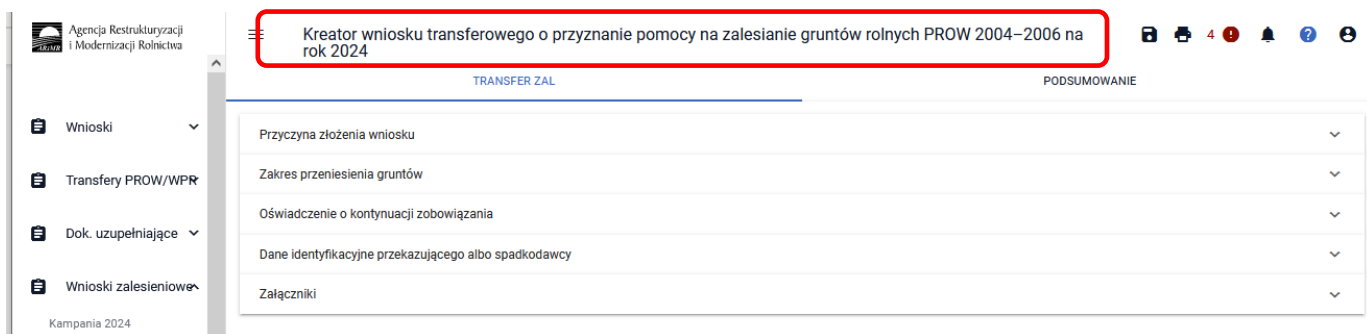 Agencja Restrukturyzacji
i Modernizacji Rolnictwa
ARiMR
Kreator wniosku transferowego o przyznanie pomocy na zalesianie gruntów rolnych PROW 2004–2006 na
rok 2024
4
TRANSFER ZAL
PODSUMOWANIE
Wnioski
Transfery PROW/WPR
Dok. uzupełniające
Wnioski zalesieniowe
Kampania 2024
Przyczyna złożenia wniosku
Zakres przeniesienia gruntów
Oświadczenie o kontynuacji zobowiązania
Dane identyfikacyjne przekazującego albo spadkodawcy
Załączniki